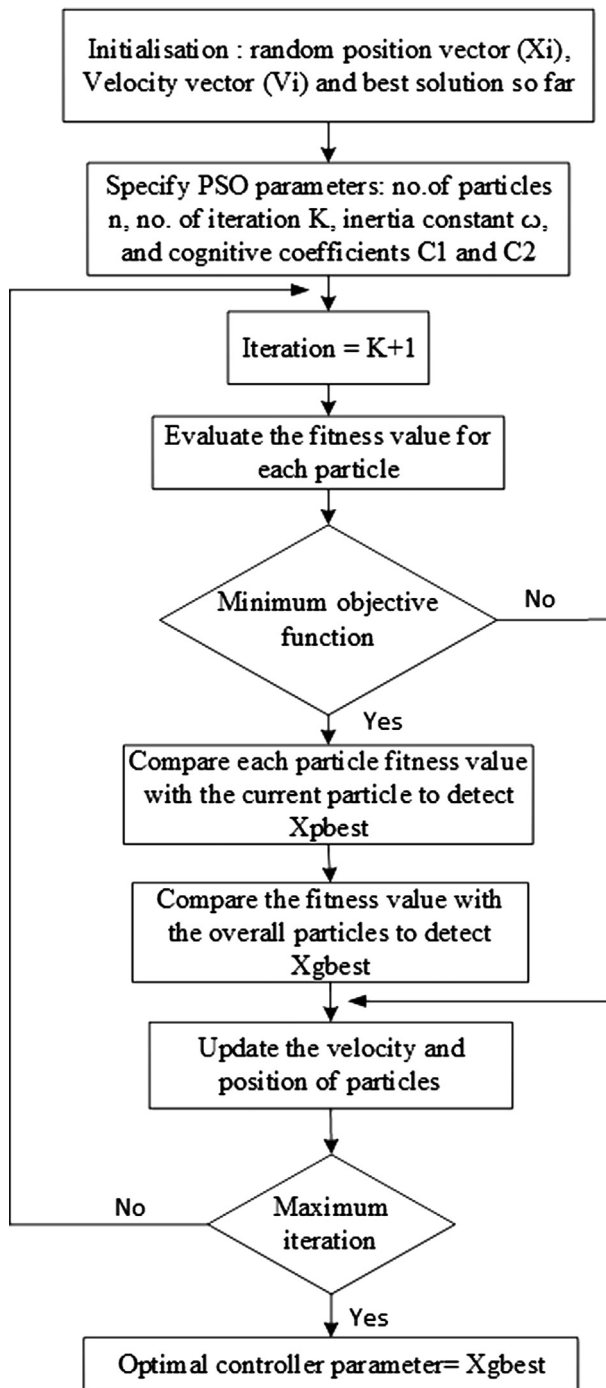 Initialisation : random position vector (Xi),
Velocity vector (Vi) and best solution so far
Specify PSO parameters: no.of particles
n, no. of iteration K, inertia constant ω,
and cognitive coefficients C1 and C2
Iteration = K+1
Evaluate the fitness value for
each particle
Minimum objective
function
No
Yes
Compare each particle fitness value
with the current particle to detect
Xpbest
Compare the fitness value with
the overall particles to detect
Xgbest
Update the velocity and
position of particles
No
Maximum
iteration
Yes
Optimal controller parameter= Xgbest